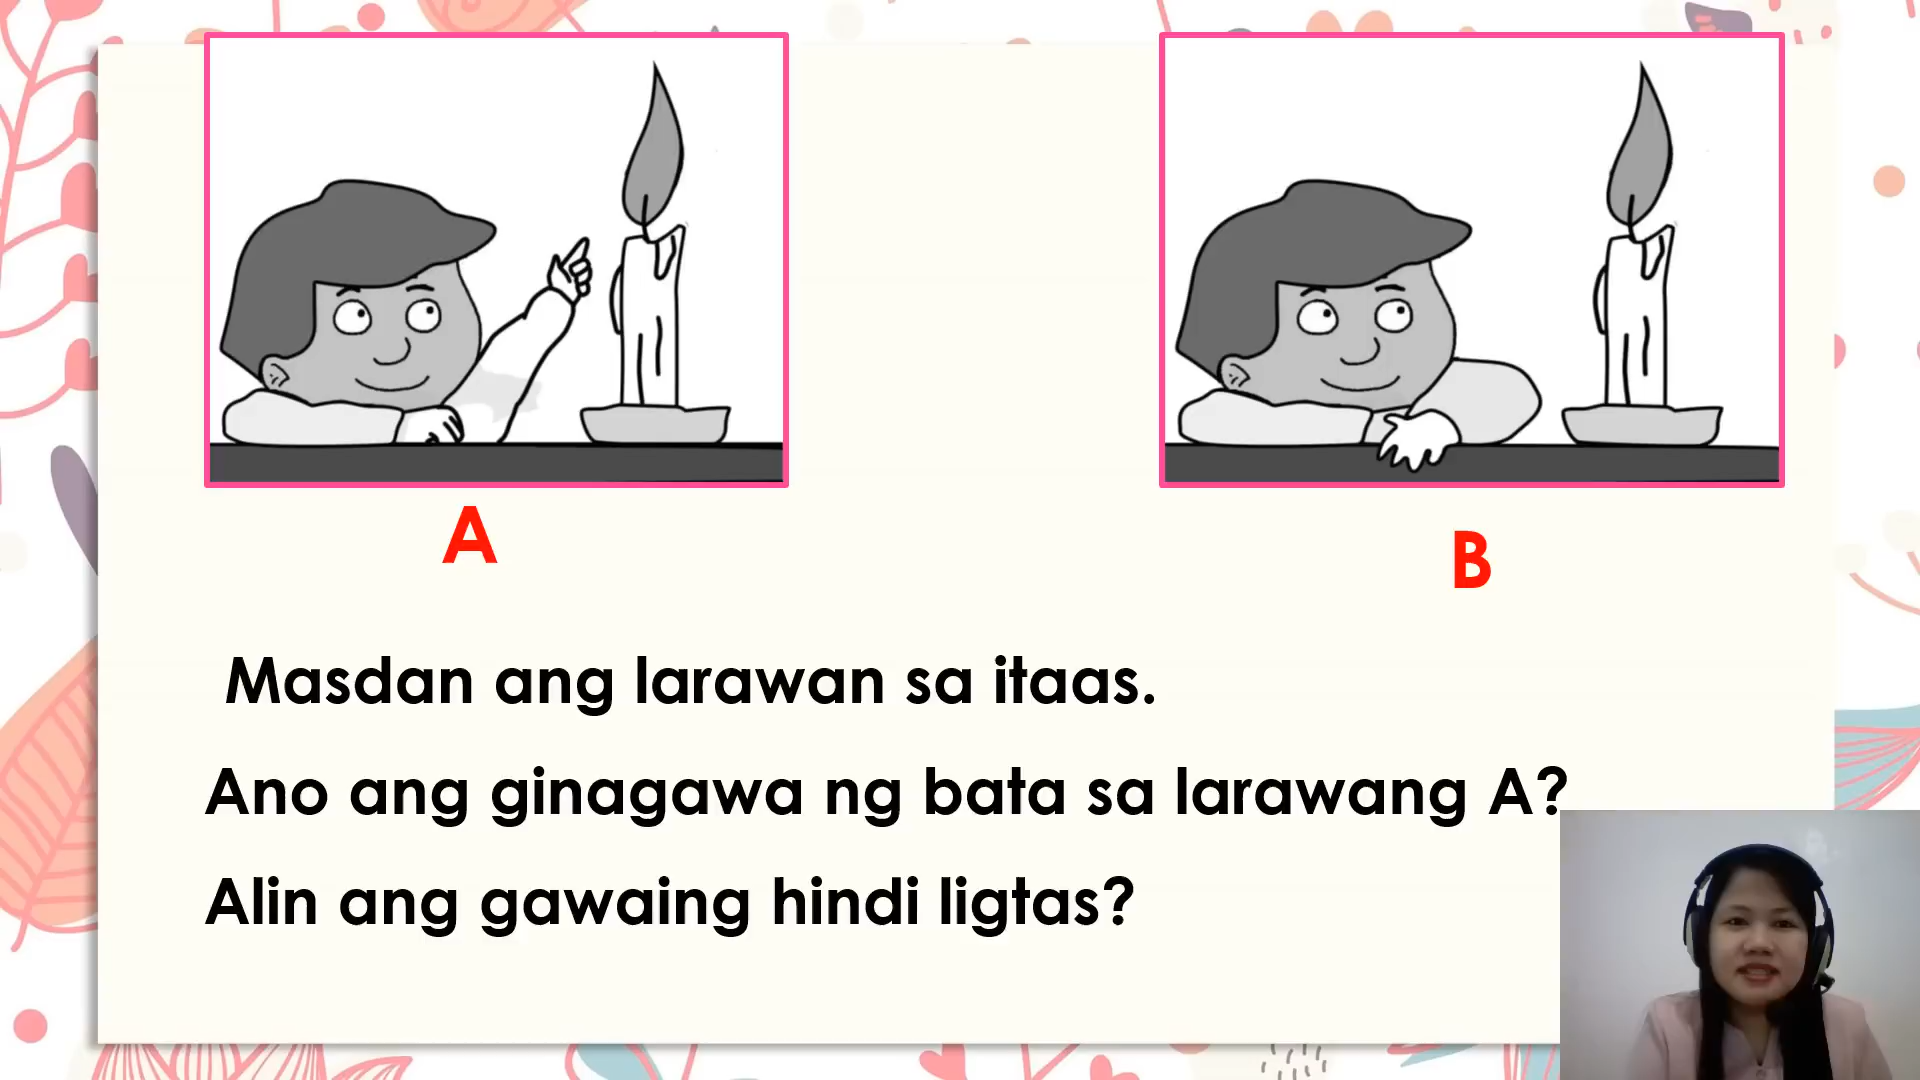 A
B
Masdan ang larawan sa itaas.
Ano ang ginagawa ng bata sa larawang A?
Alin ang gawaing hindi ligtas?